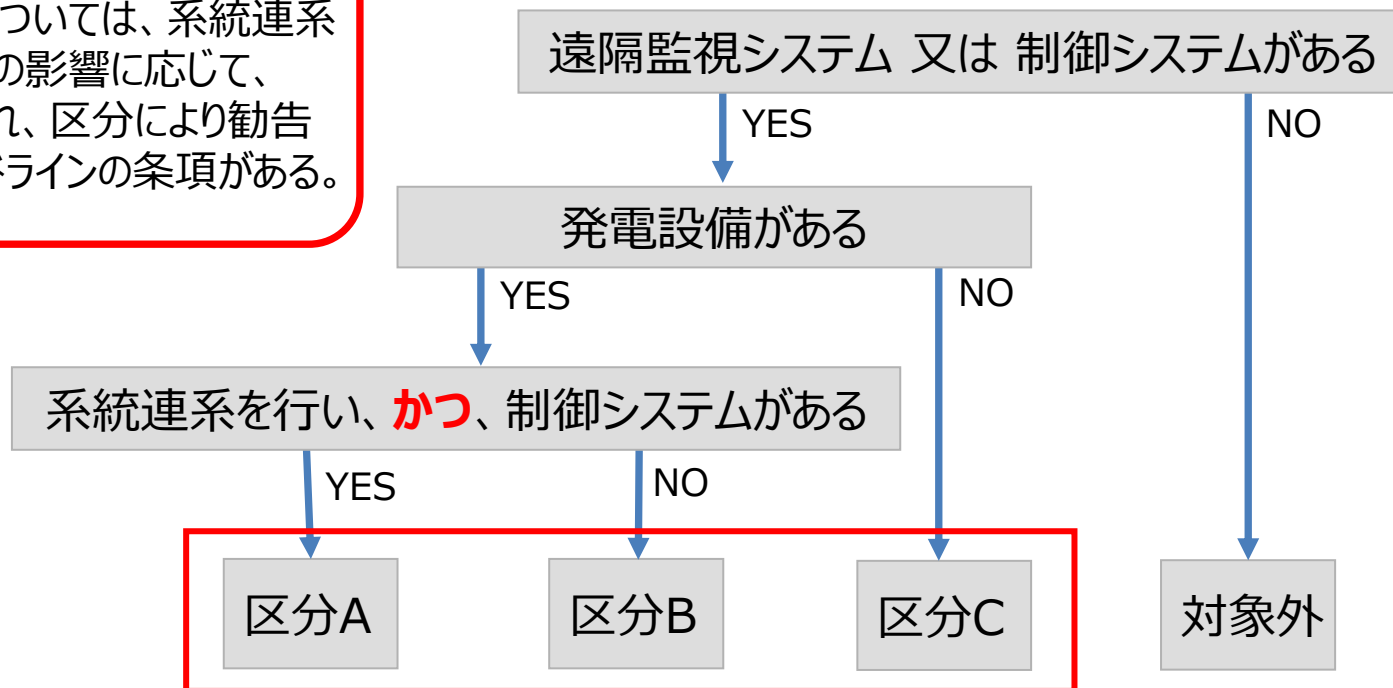 ついては、系統連系
の影響に応じて、
れ、区分により勧告
ドラインの条項がある。
遠隔監視システム 又は 制御システムがある
YES
NO
発電設備がある
YES
NO
系統連系を行い、かつ、制御システムがある
YES
NO
区分A
区分B
区分C
対象外